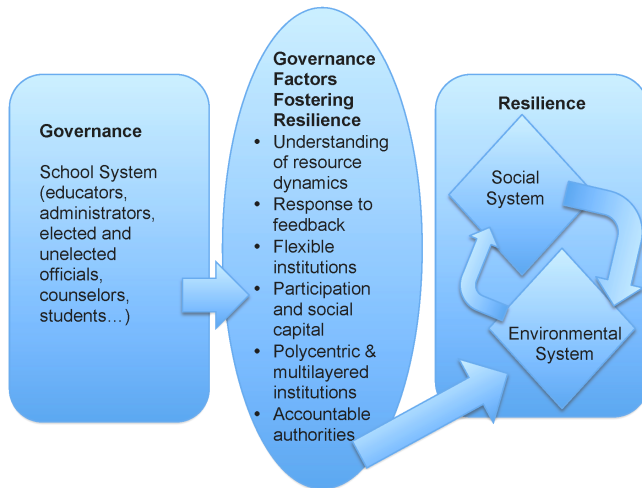 Governance
School System
(educators,
administrators,
elected and
unelected
officials,
counselors,
students…)
Governance
Factors
Fostering
Resilience
• Understanding
of resource
dynamics
• Response to
feedback
• Flexible
institutions
• Participation
and social
capital
• Polycentric &
multilayered
institutions
• Accountable
authorities
Resilience
Social
System
Environmental
System